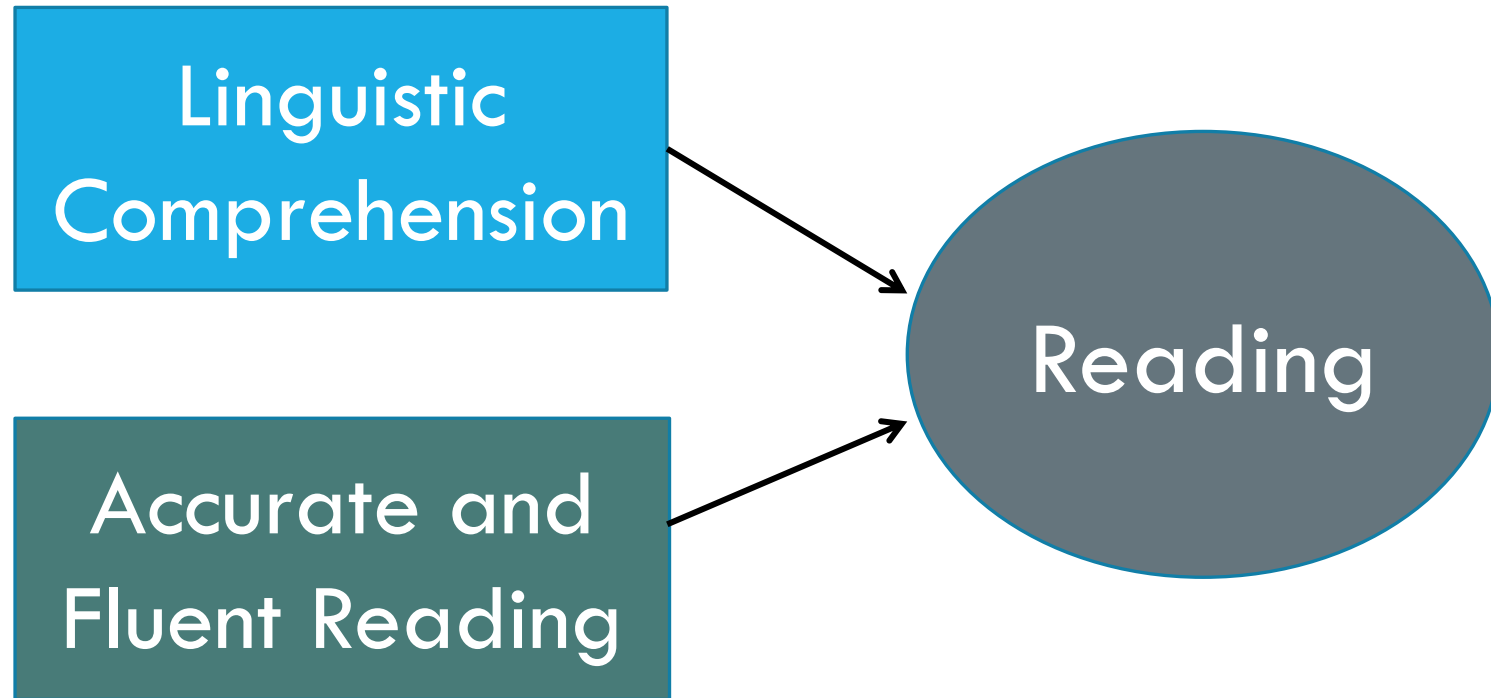 Linguistic
Comprehension
Reading
Accurate and
Fluent Reading